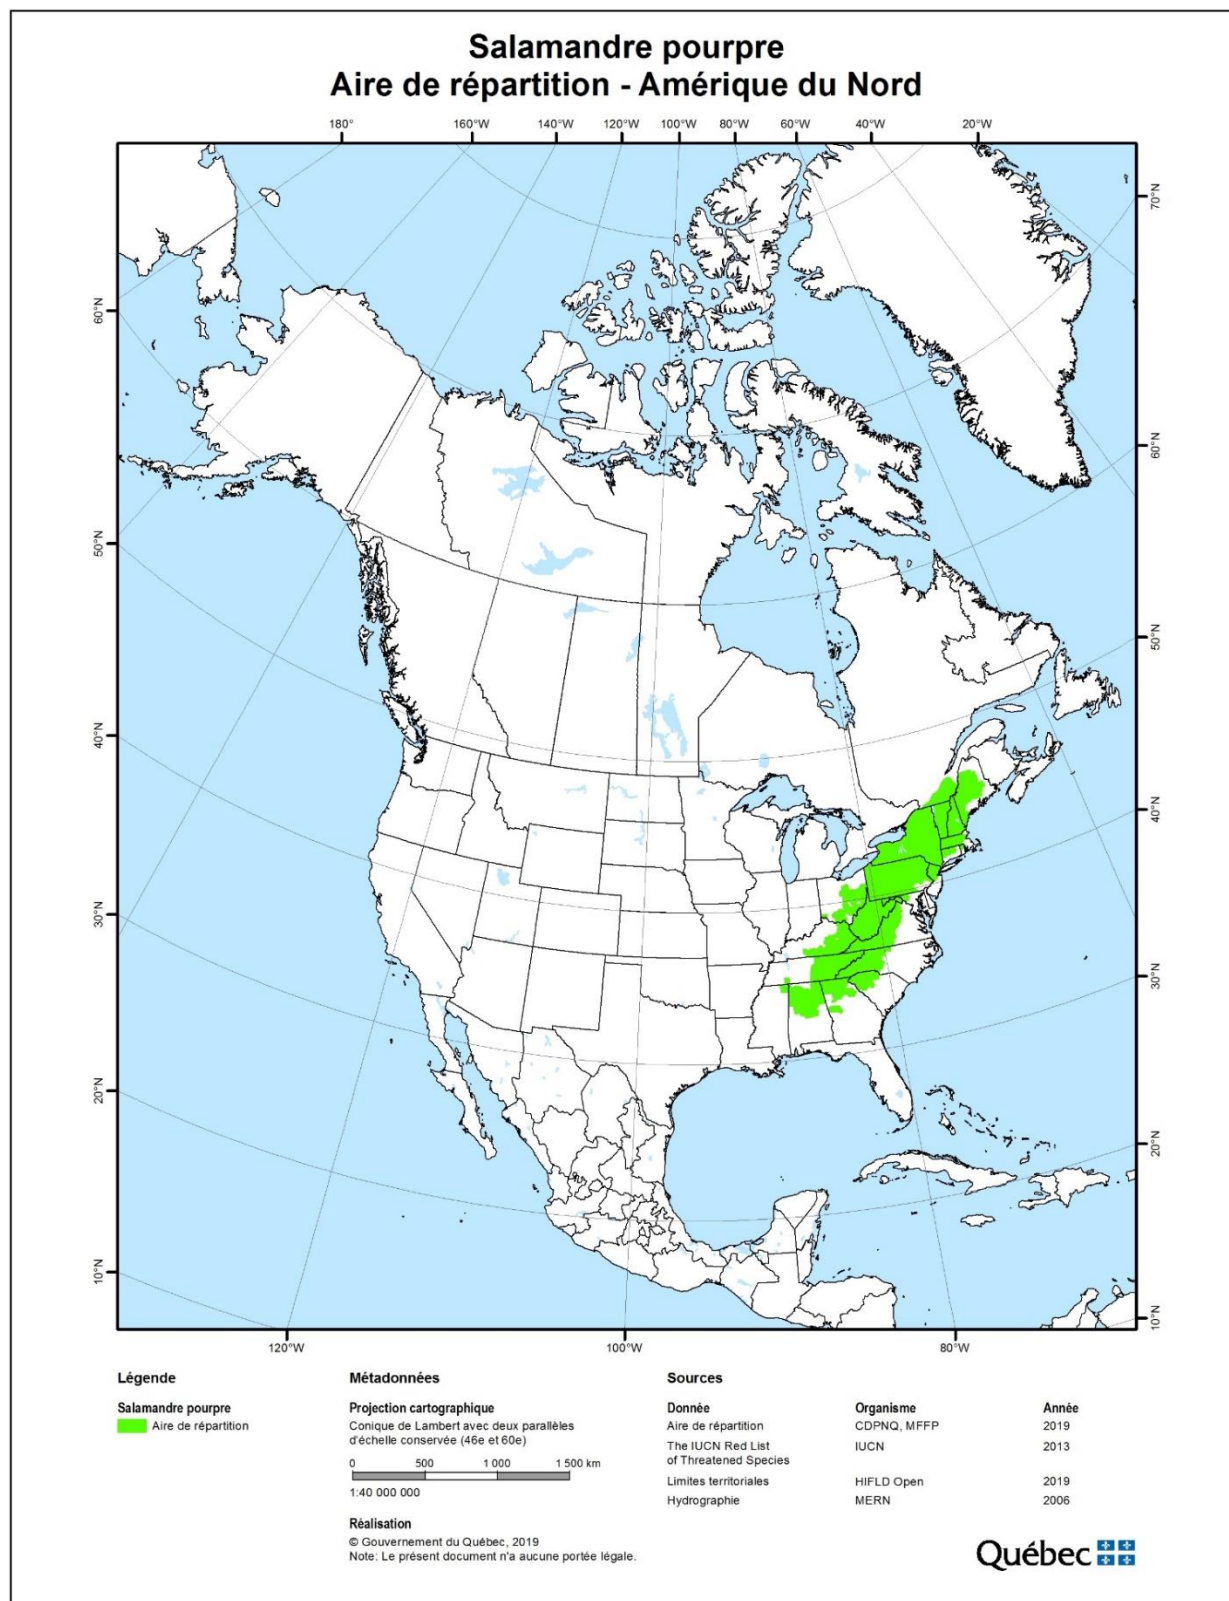 Salamandre pourpre
Aire de répartition - Amérique du Nord
180° 160°W 140°W 120°W 100°W 80°W 60°W 40°W 20°W
70°N
60°N
60°N
60°N
50°N
40°N
40°N
30°N
30°N
20°N
20°N
10°N
10°N
120°W 100°W 80°W
Légende
Salamandre pourpre
Aire de répartition
Métadonnées
Projection cartographique
Conique de Lambert avec deux parallèles
d'échelle conservée (46e et 60e)
0 500 1 000 1 500 km
1:40 000 000
Réalisation
© Gouvernement du Québec, 2019
Note: Le présent document n'a aucune portée légale.
Sources
Donnée Organisme Année
Aire de répartition CDPNQ, MFFP 2019
The IUCN Red List IUCN 2013
of Threatened Species
Limites territoriales HIFLD Open 2019
Hydrographie MERN 2006
Québec